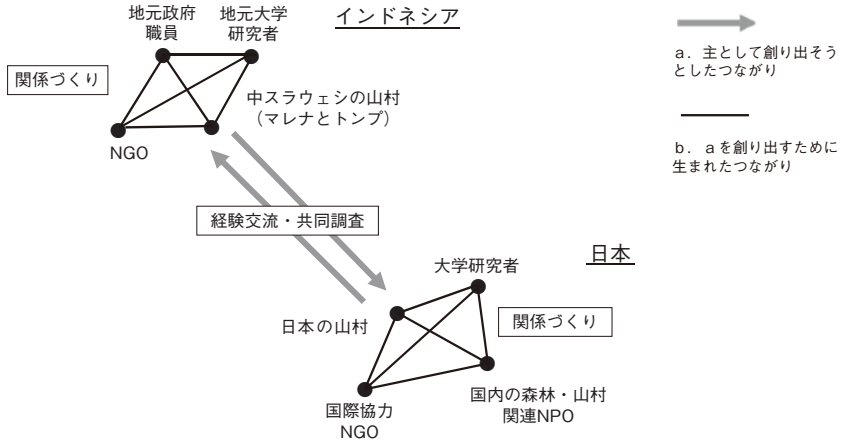 インドネシア
地元政府
職員
地元大学
研究者
関係づくり
中スラウェシの山村
（マレナとトンプ）
NGO
経験交流・共同調査
日本
大学研究者
日本の山村
関係づくり
国際協力
NGO
国内の森林・山村
関連NPO
ａ．主として創り出そう
としたつながり
ｂ．ａを創り出すために
生まれたつながり